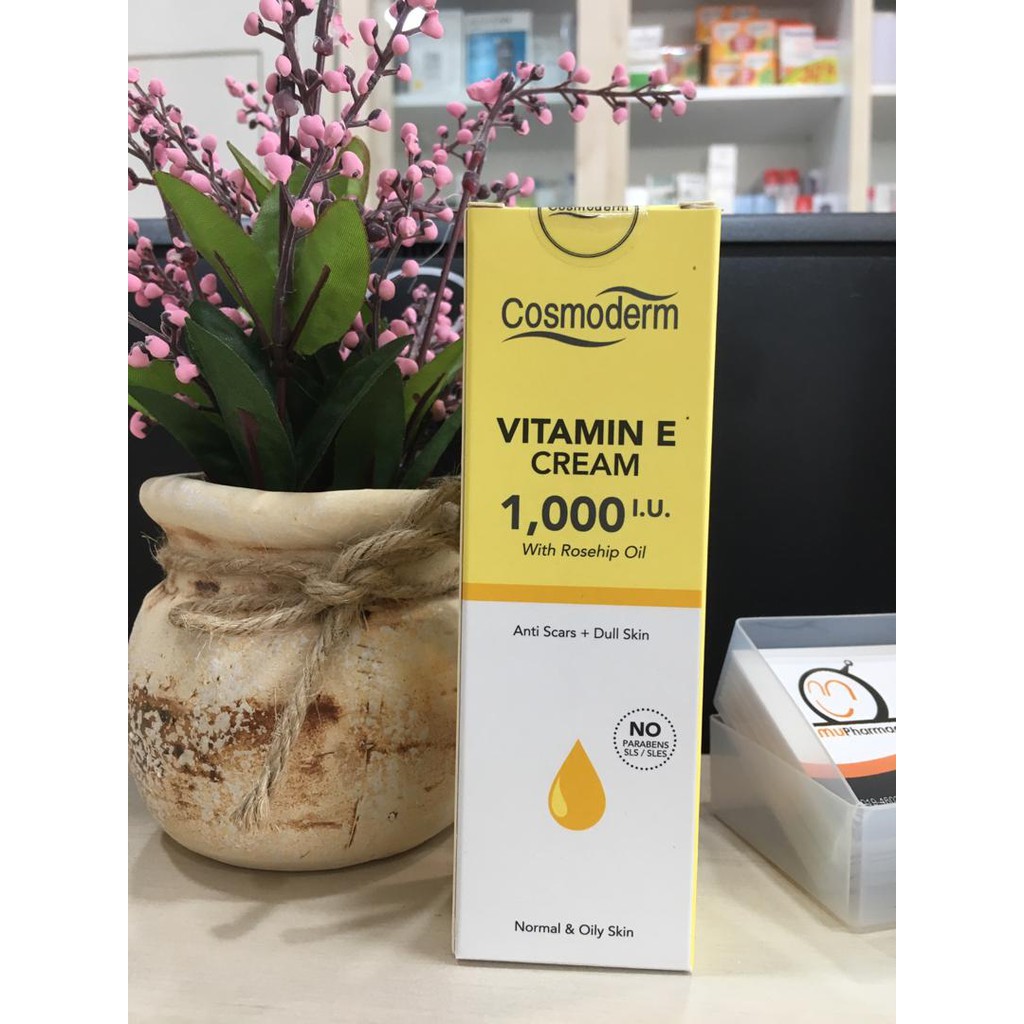 Cosmoderm
Cosmoderm
VITAMIN E
CREAM
1,000 I.U.
With Rosehip Oil
Anti Scars + Dull Skin
NO
PARABENS
SLS / SLES
Normal & Oily Skin
muPharmac